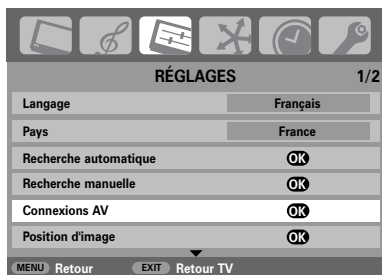 RÉGLAGES 1/2
Langage Français
Pays France
Recherche automatique OK
Recherche manuelle OK
Connexions AV OK
Position d'image OK
MENU Retour EXIT Retour TV